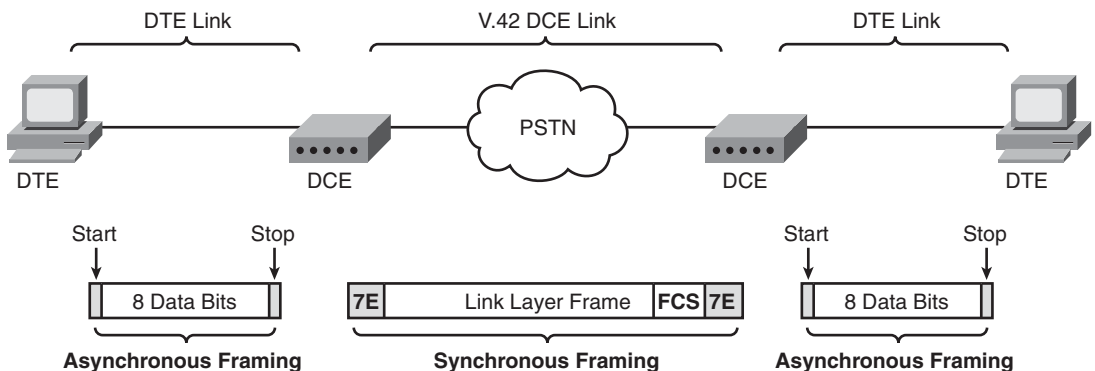 DTE Link
V.42 DCE Link
DTE Link
PSTN
DTE
DCE
DCE
DTE
Start
Stop
Start
Stop
8 Data Bits
7E
Link Layer Frame
FCS
7E
8 Data Bits
Asynchronous Framing
Synchronous Framing
Asynchronous Framing